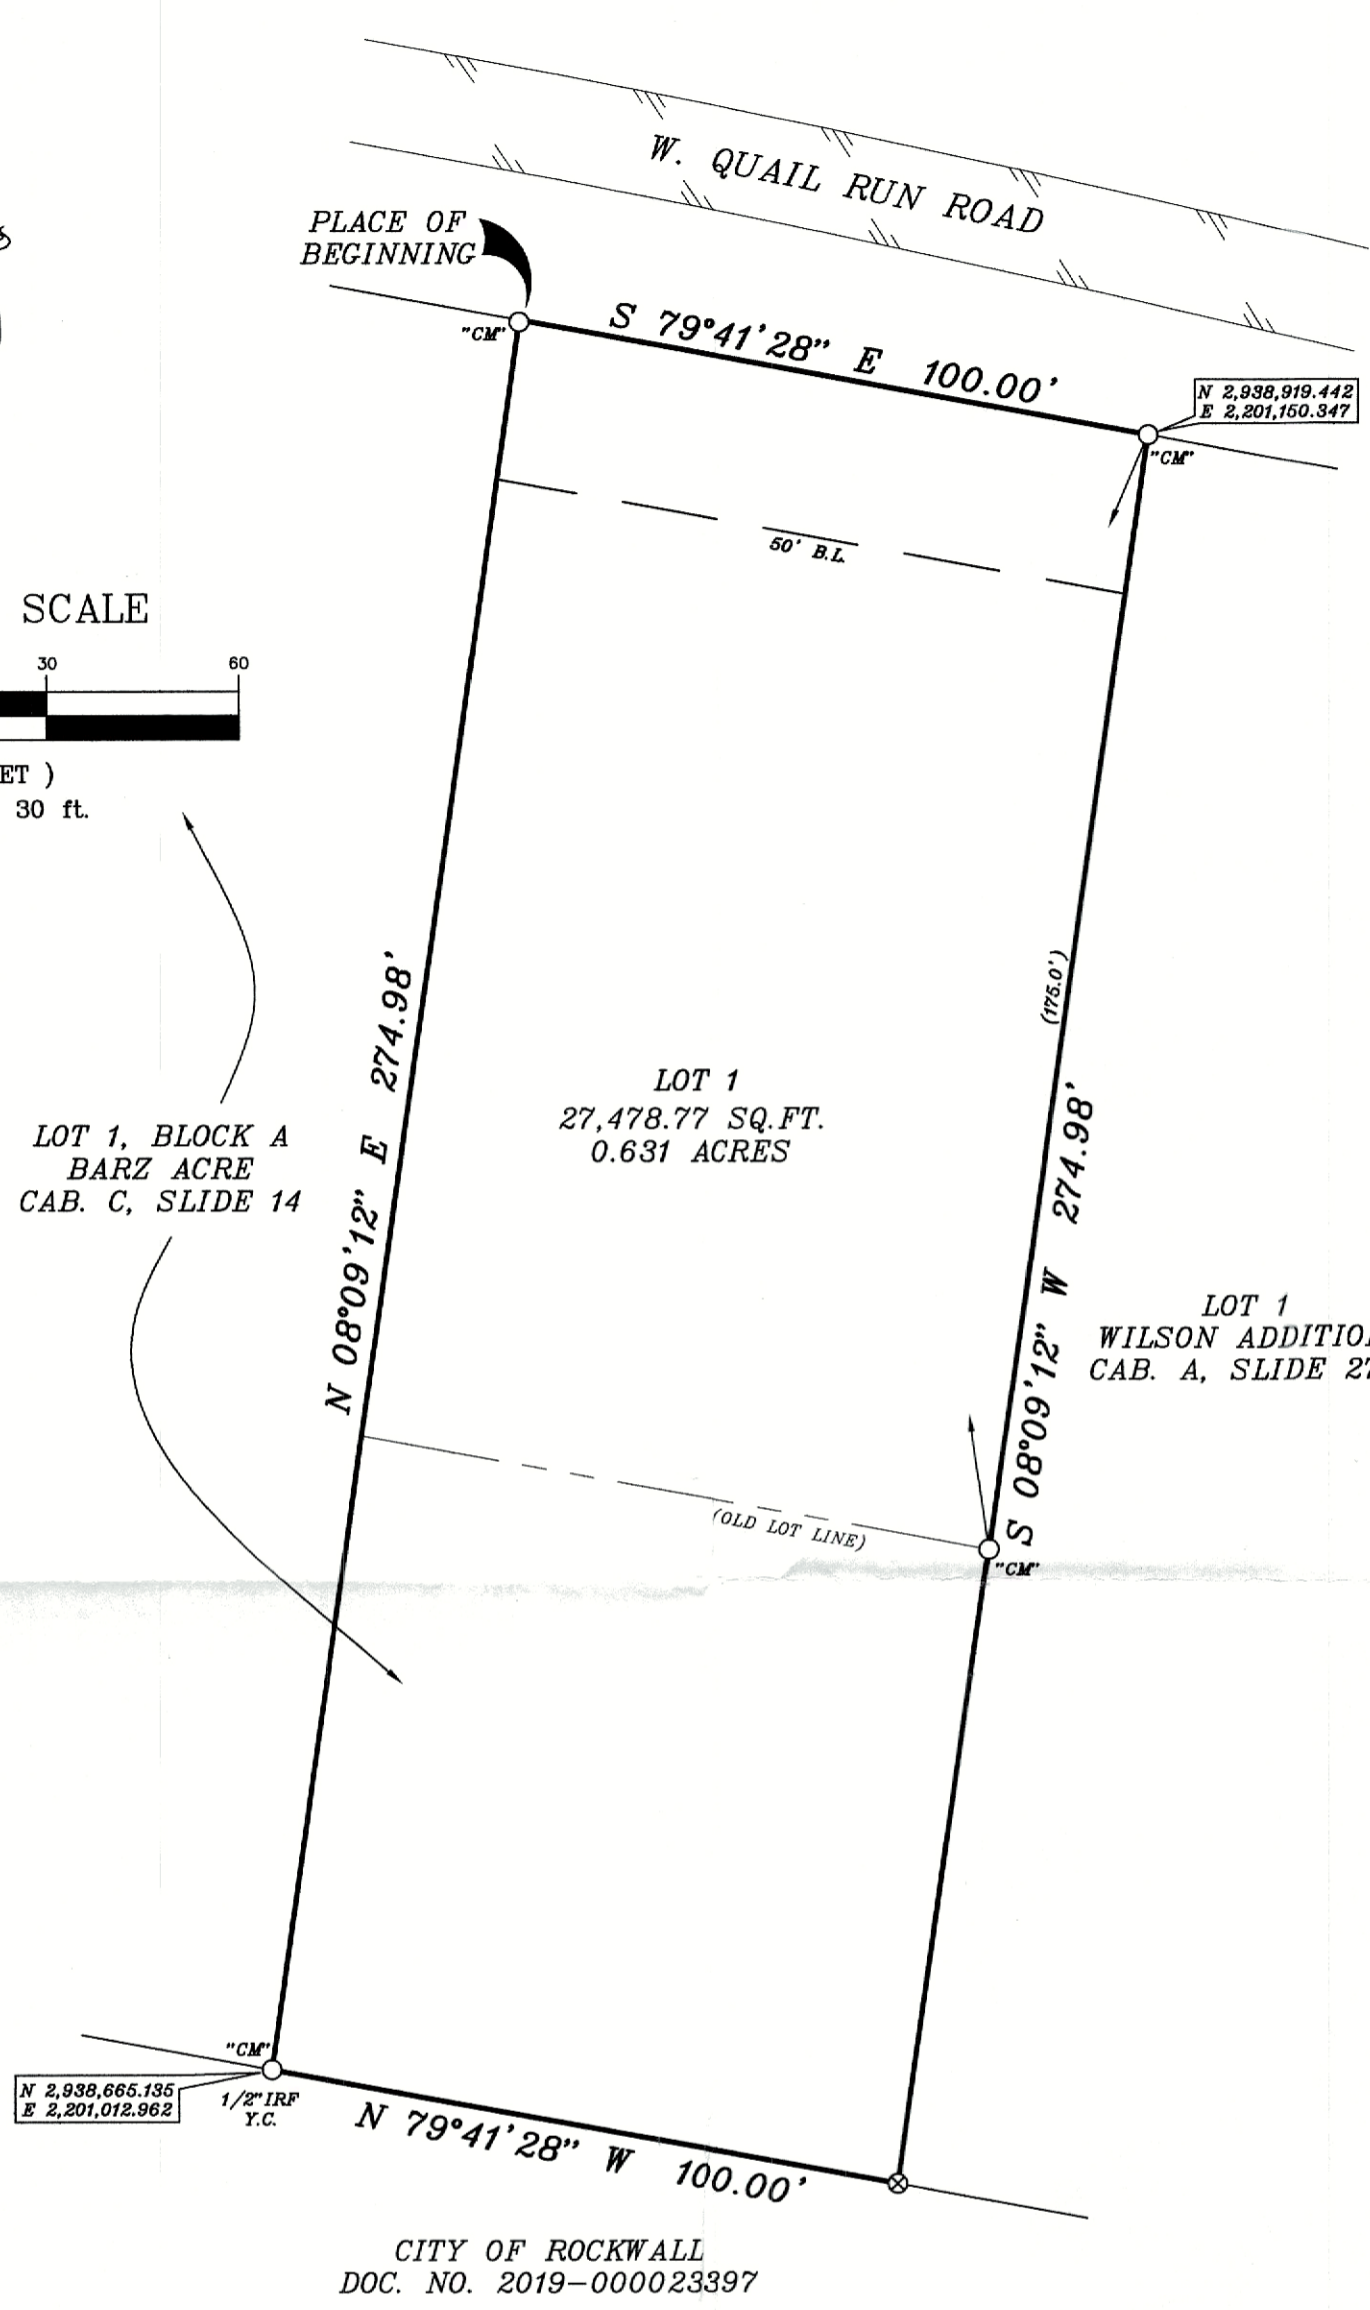 W. QUAIL RUN ROAD
PLACE OF
BEGINNING
"CM"
S 79°41'28" E 100.00'
N 2,938,919.442
E 2,201,150.347
"CM"
50' B.L.
SCALE
30 60
ET )
30 ft.
(175.0')
N 08°09'12" E 274.98'
LOT 1
27,478.77 SQ.FT.
0.631 ACRES
S 08°09'12" W 274.98'
LOT 1, BLOCK A
BARZ ACRE
CAB. C, SLIDE 14
LOT 1
WILSON ADDITIO
CAB. A, SLIDE 27
(OLD LOT LINE)
"CM"
"CM"
N 2,938,665.135
E 2,201,012.962
1/2" IRF
Y.C.
N 79°41'28" W 100.00'
CITY OF ROCKWALL
DOC. NO. 2019-000023397